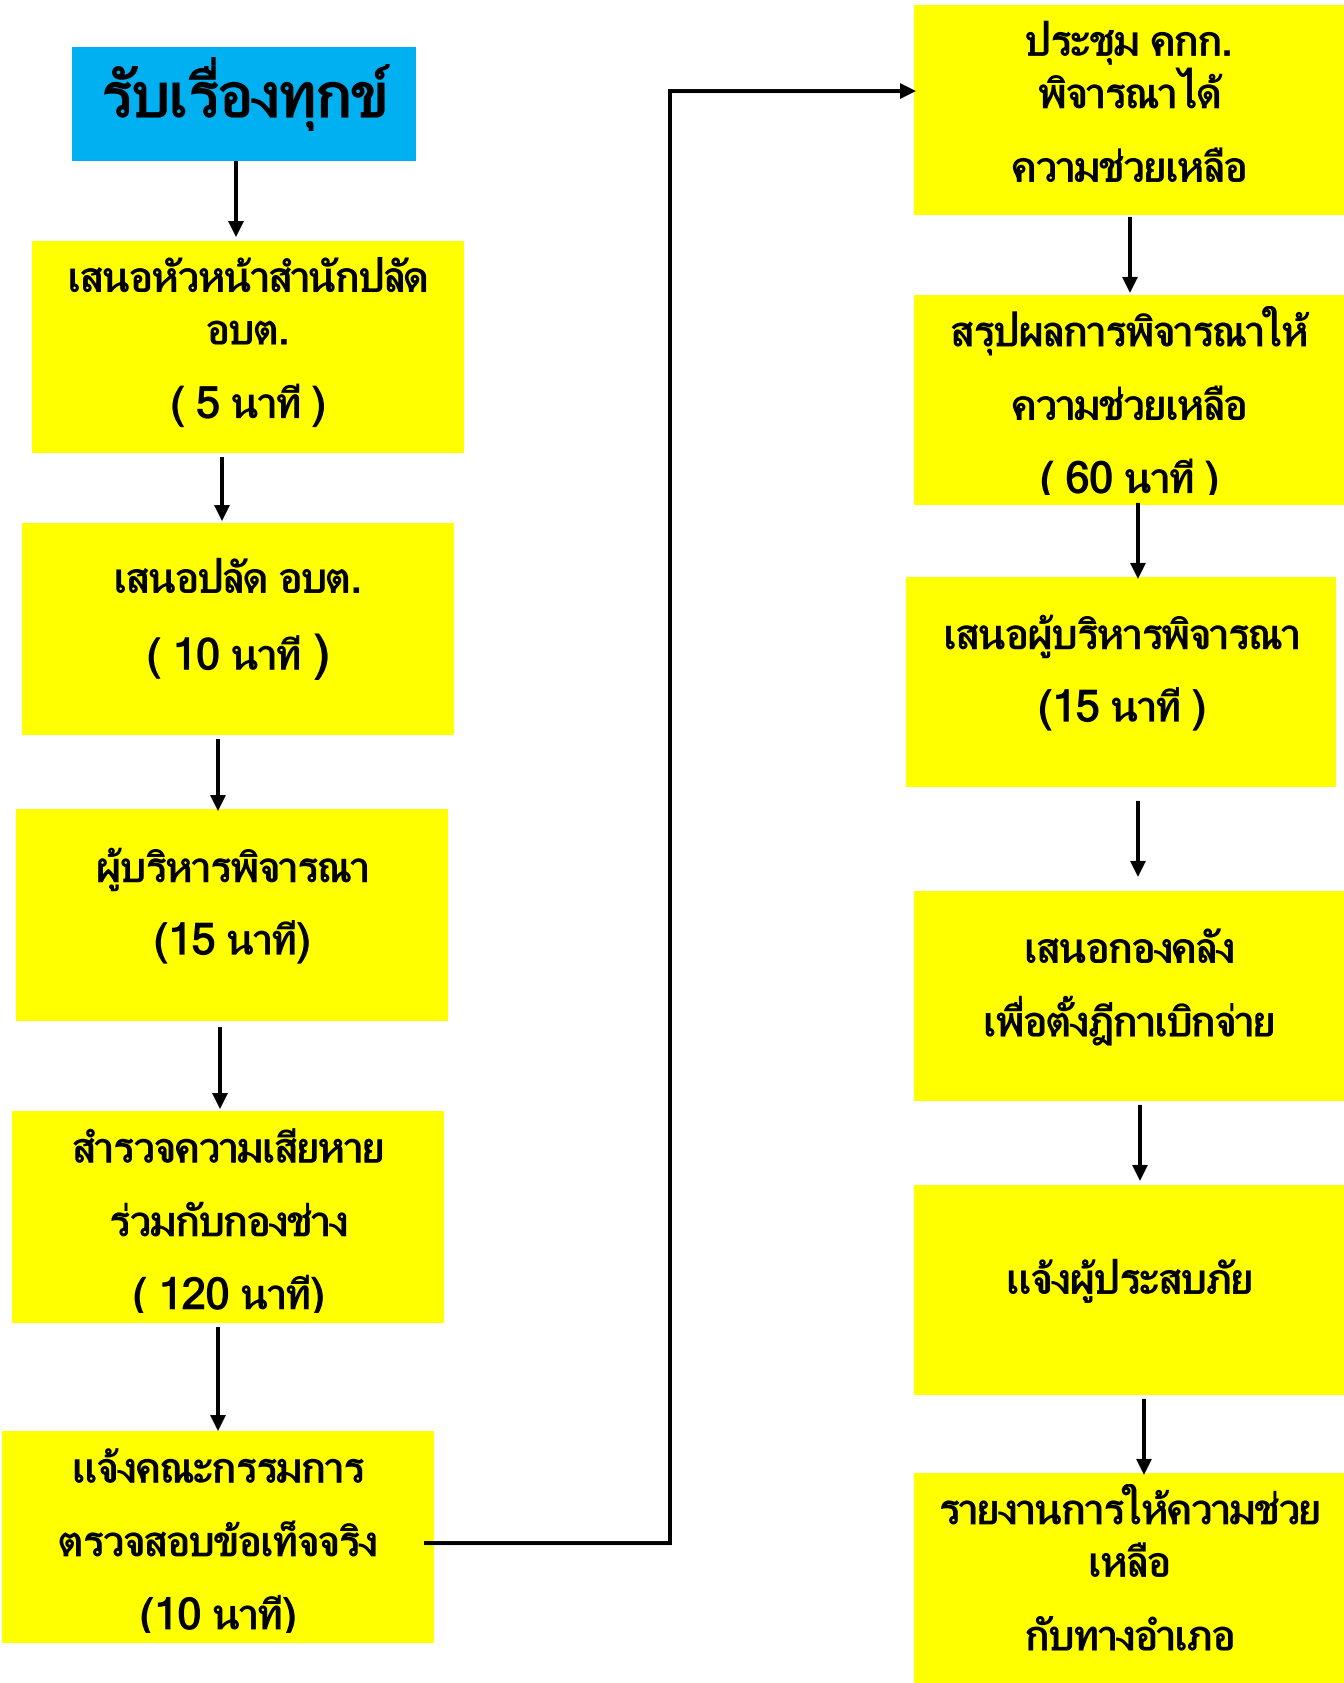 รับเรื่องทุกข์
เสนอหัวหน้าสำนักปลัด
อบต.
( 5 นาที )
เสนอปลัด อบต.
( 10 นาที )
ผู้บริหารพิจารณา
(15 นาที)
สำรวจความเสียหาย
ร่วมกับกองช่าง
( 120 นาที)
แจ้งคณะกรรมการ
ตรวจสอบข้อเท็จจริง
(10 นาที)
ประชุม คกก.
พิจารณาได้
ความช่วยเหลือ
สรุปผลการพิจารณาให้
ความช่วยเหลือ
( 60 นาที )
เสนอผู้บริหารพิจารณา
(15 นาที )
เสนอกองคลัง
เพื่อตั้งฎีกาเบิกจ่าย
แจ้งผู้ประสบภัย
รายงานการให้ความช่วย
เหลือ
กับทางอำเภอ